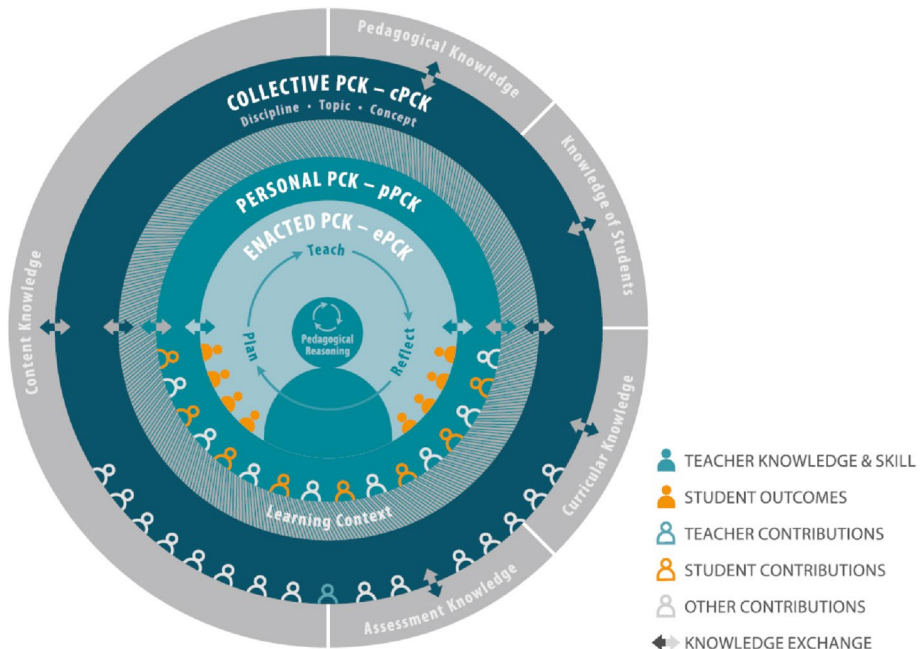 Pedagogical Knowledge
COLLECTIVE PCK – cPCK
Discipline • Topic • Concept
Knowledge of Students
PERSONAL PCK – pPCK
ENACTED PCK – ePCK
Teach
Content Knowledge
Pedagogical
Reasoning
Plan
Reflect
Curricular Knowledge
Learning Context
Assessment Knowledge
TEACHER KNOWLEDGE & SKILL
STUDENT OUTCOMES
TEACHER CONTRIBUTIONS
STUDENT CONTRIBUTIONS
OTHER CONTRIBUTIONS
KNOWLEDGE EXCHANGE